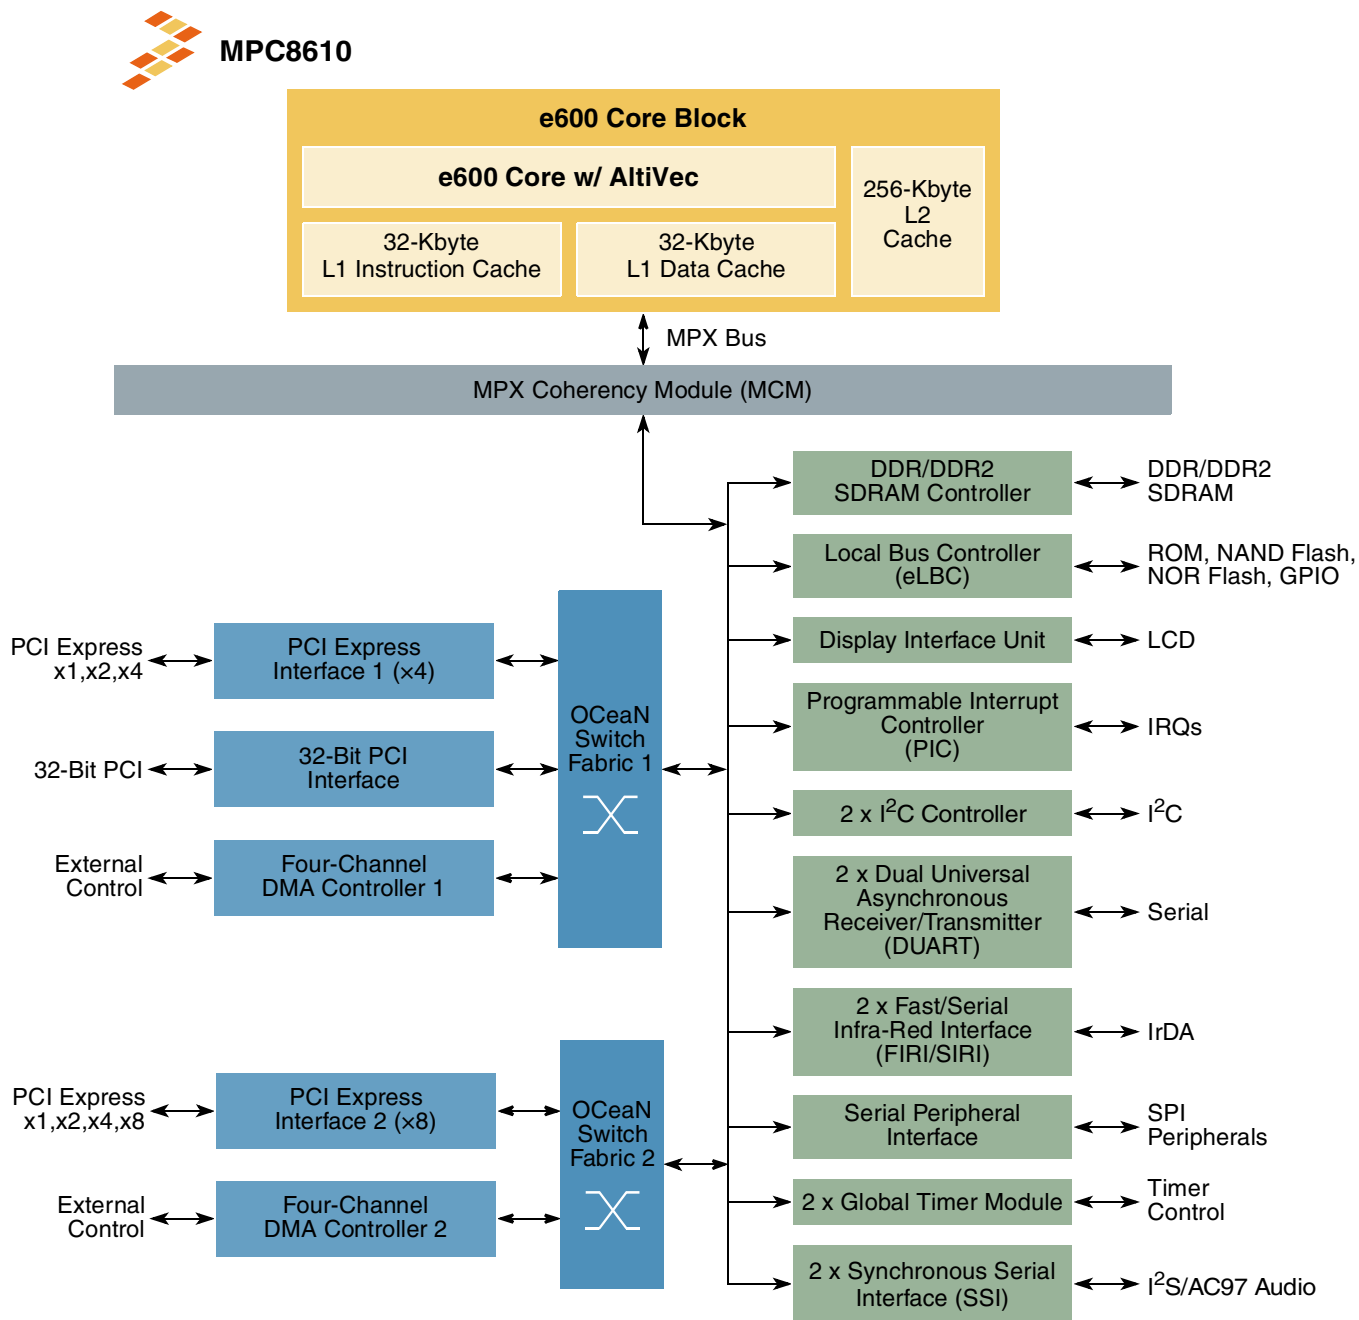 MPC8610
e600 Core Block
e600 Core w/ AltiVec
256-Kbyte
L2
Cache
32-Kbyte
L1 Instruction Cache
32-Kbyte
L1 Data Cache
MPX Bus
MPX Coherency Module (MCM)
DDR/DDR2
SDRAM Controller
DDR/DDR2
SDRAM
Local Bus Controller
(eLBC)
ROM, NAND Flash,
NOR Flash, GPIO
Display Interface Unit
LCD
Programmable Interrupt
Controller
(PIC)
IRQs
2 x I²C Controller
I²C
2 x Dual Universal
Asynchronous
Receiver/Transmitter
(DUART)
Serial
2 x Fast/Serial
Infra-Red Interface
(FIRI/SIRI)
IrDA
Serial Peripheral
Interface
SPI
Peripherals
2 x Global Timer Module
Timer
Control
2 x Synchronous Serial
Interface (SSI)
I²S/AC97 Audio
PCI Express
x1,x2,x4
PCI Express
Interface 1 (×4)
32-Bit PCI
32-Bit PCI
Interface
External
Control
Four-Channel
DMA Controller 1
OCeaN
Switch
Fabric 1
PCI Express
x1,x2,x4,x8
PCI Express
Interface 2 (×8)
External
Control
Four-Channel
DMA Controller 2
OCeaN
Switch
Fabric 2